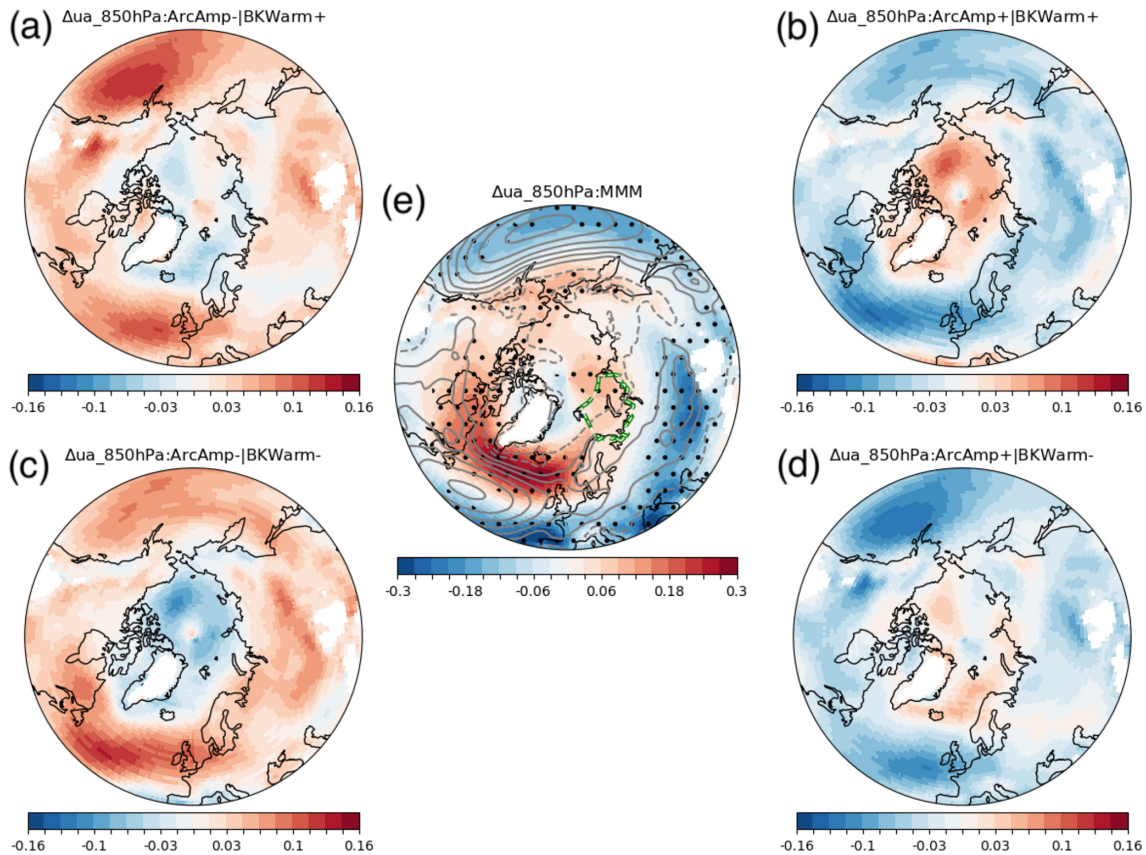 (a)
Δua_850hPa:ArcAmp-|BKWarm+
-0.16 -0.1 -0.03 0.03 0.1 0.16
(b)
Δua_850hPa:ArcAmp+|BKWarm+
-0.16 -0.1 -0.03 0.03 0.1 0.16
(e)
Δua_850hPa:MMM
-0.3 -0.18 -0.06 0.06 0.18 0.3
(c)
Δua_850hPa:ArcAmp-|BKWarm-
-0.16 -0.1 -0.03 0.03 0.1 0.16
(d)
Δua_850hPa:ArcAmp+|BKWarm-
-0.16 -0.1 -0.03 0.03 0.1 0.16